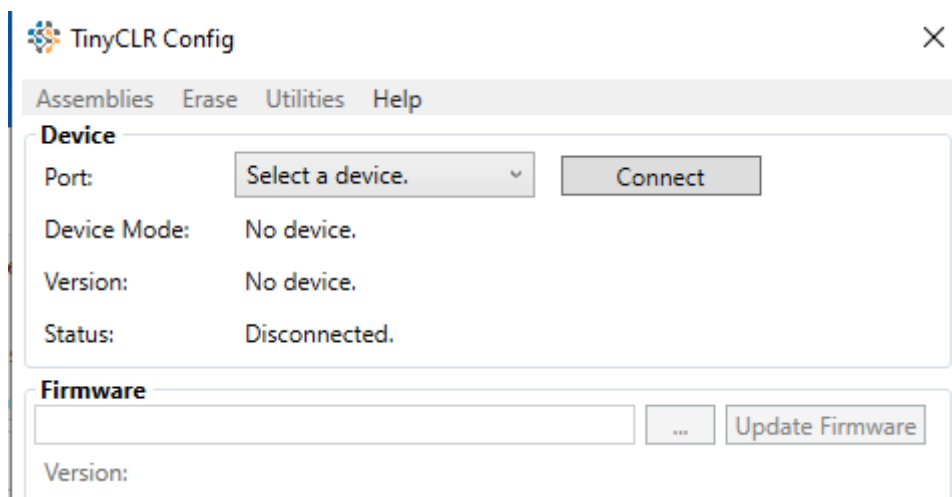 TinyCLR Config
Assemblies Erase Utilities Help
Device
Port: Select a device. Connect
Device Mode: No device.
Version: No device.
Status: Disconnected.
Firmware
... Update Firmware
Version: